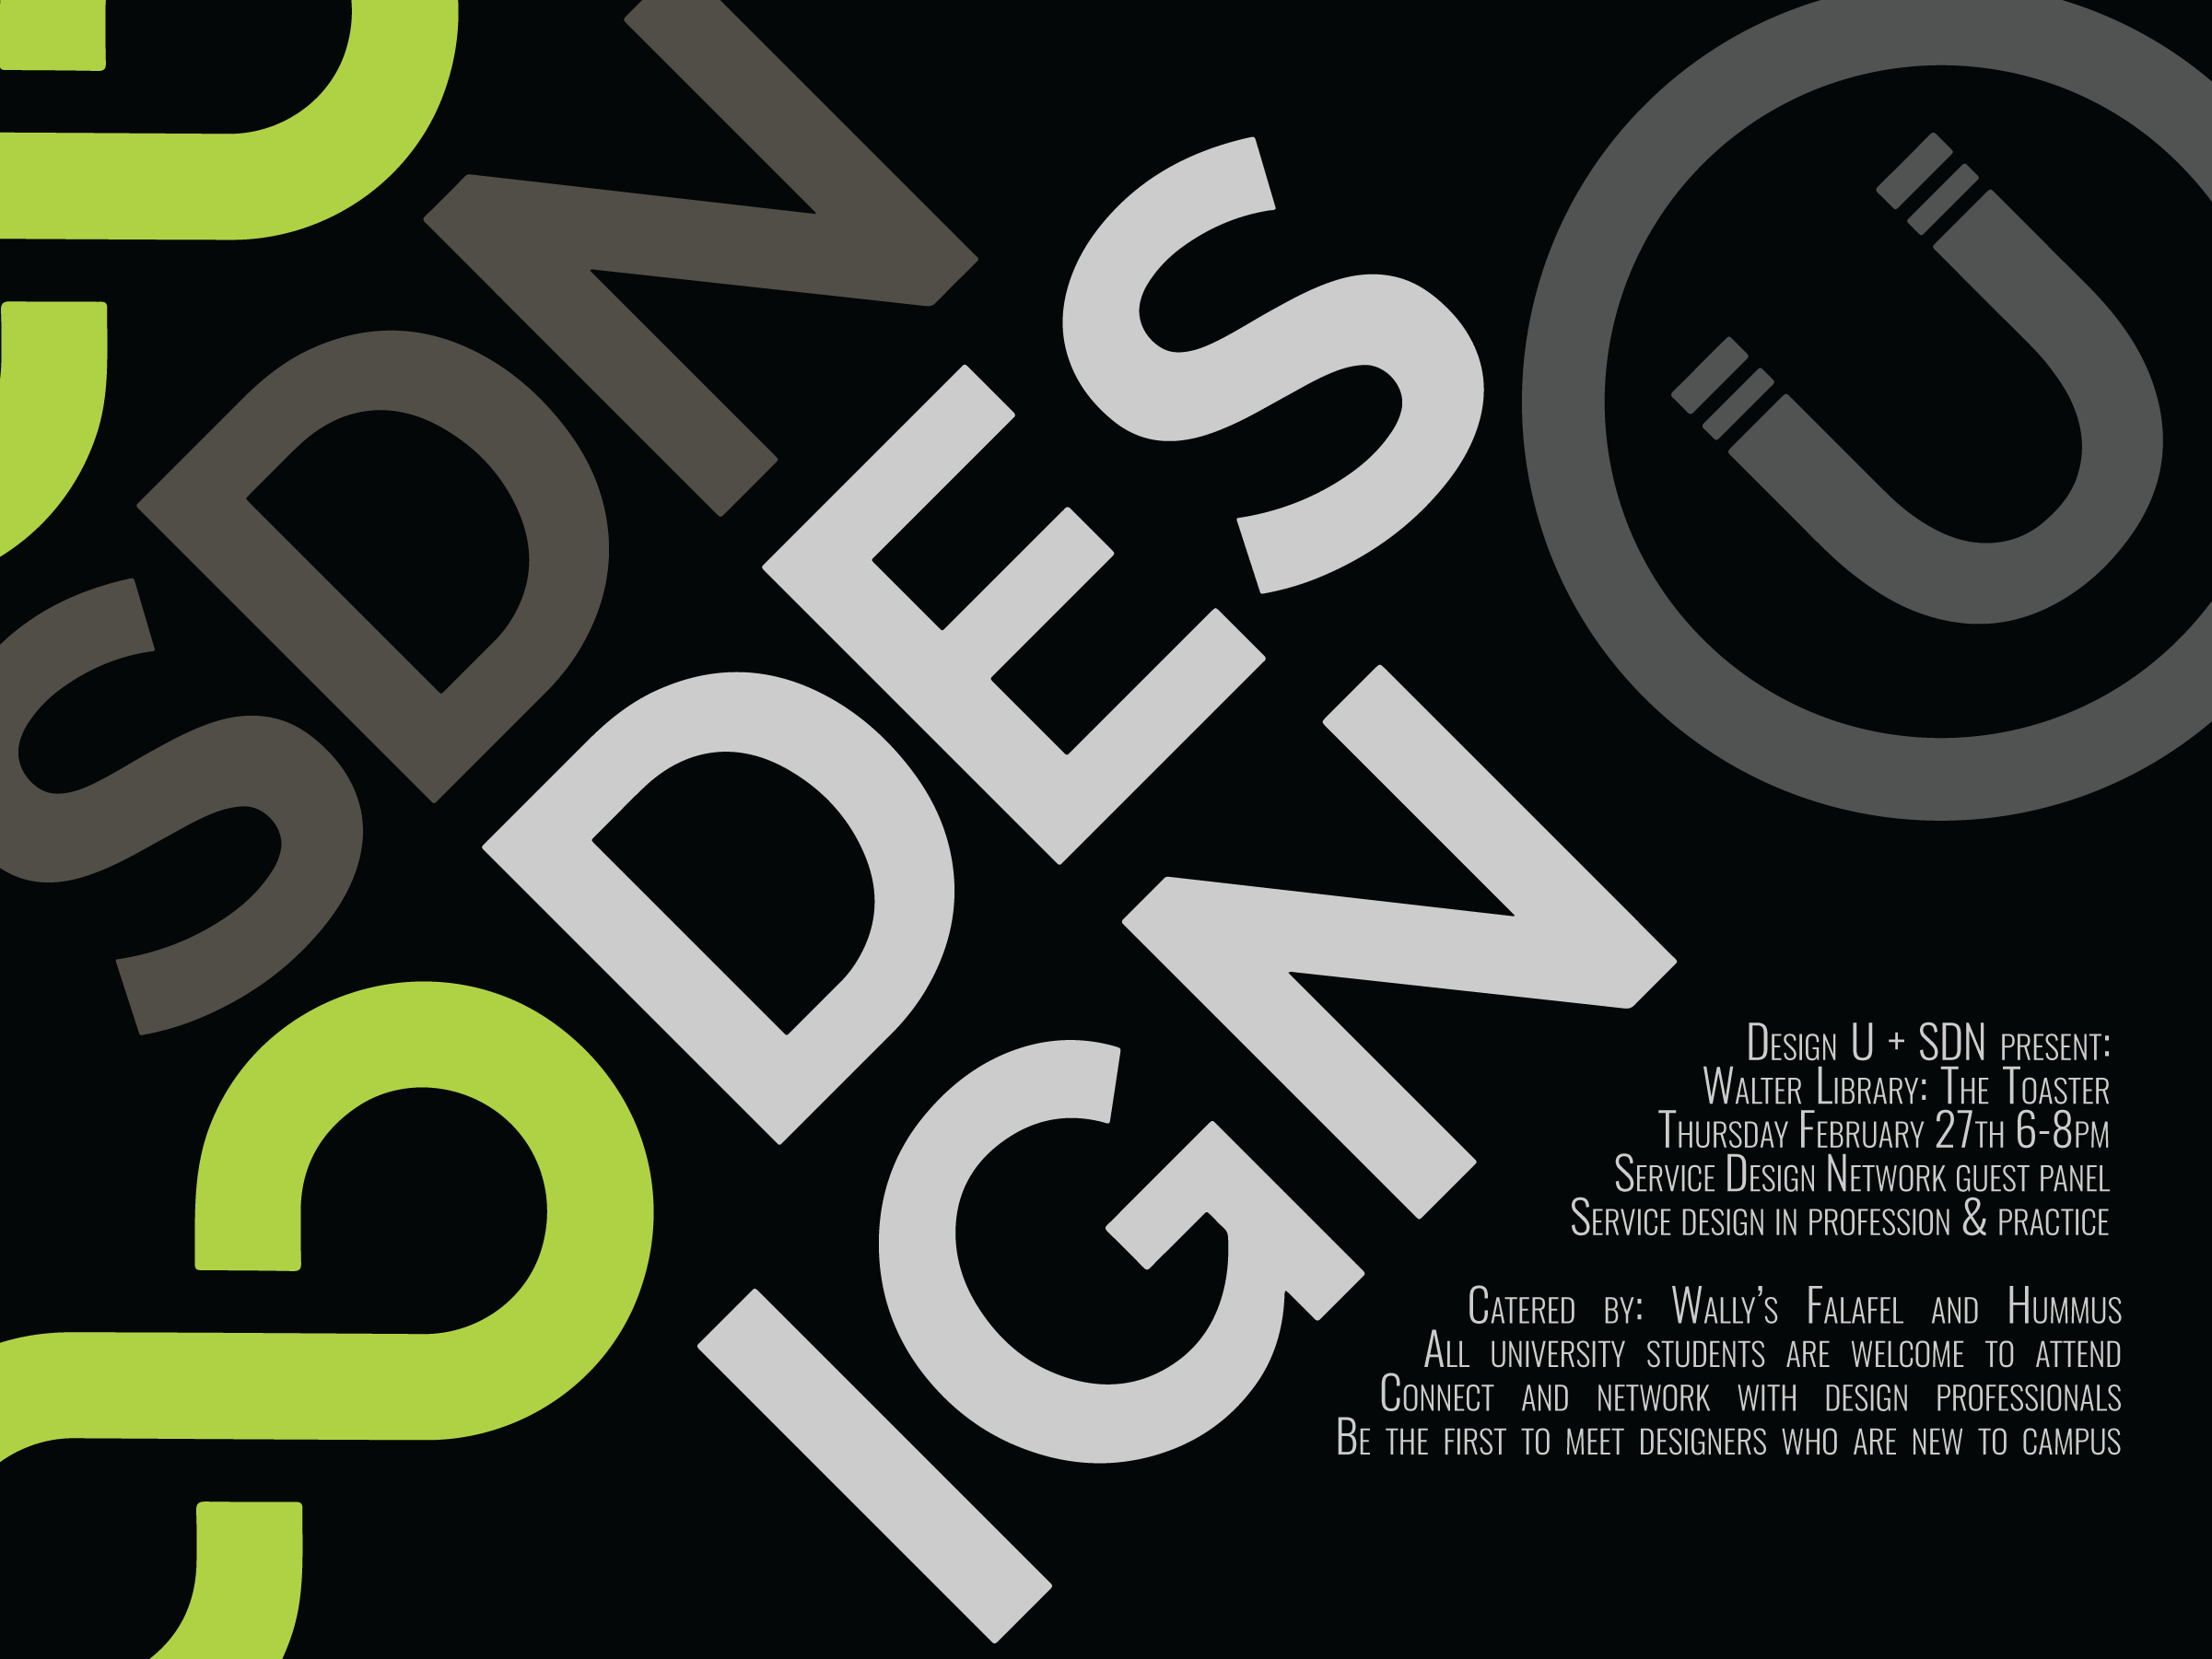 SDN
DES
IGN
U
Design U + SDN present:
Walter Library: The Toaster
Thursday February 27th 6-8pm
Service Design Network guest panel
Service design in profession & practice
Catered by: Wally’s Falafel and Hummus
All university students are welcome to attend
Connect and network with design professionals
Be the first to meet designers who are new to campus